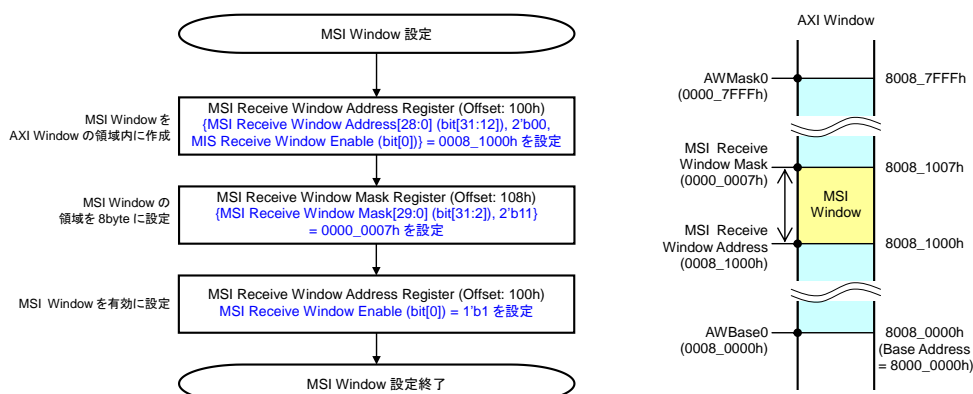 MSI Window 設定
MSI Window を
AXI Window の領域内に作成
MSI Receive Window Address Register (Offset: 100h)
{MSI Receive Window Address[28:0] (bit[31:12]), 2'b00,
MIS Receive Window Enable (bit[0])} = 0008_1000h を設定
MSI Window の
領域を 8byte に設定
MSI Receive Window Mask Register (Offset: 108h)
{MSI Receive Window Mask[29:0] (bit[31:2]), 2'b11}
= 0000_0007h を設定
MSI Window を有効に設定
MSI Receive Window Address Register (Offset: 100h)
MSI Receive Window Enable (bit[0]) = 1'b1 を設定
MSI Window 設定終了
AXI Window
AWMask0
(0000_7FFFh)
8008_7FFFh
MSI Receive
Window Mask
(0000_0007h)
8008_1007h
MSI
Window
MSI Receive
Window Address
(0008_1000h)
8008_1000h
AWBase0
(0008_0000h)
8008_0000h
(Base Address
= 8000_0000h)